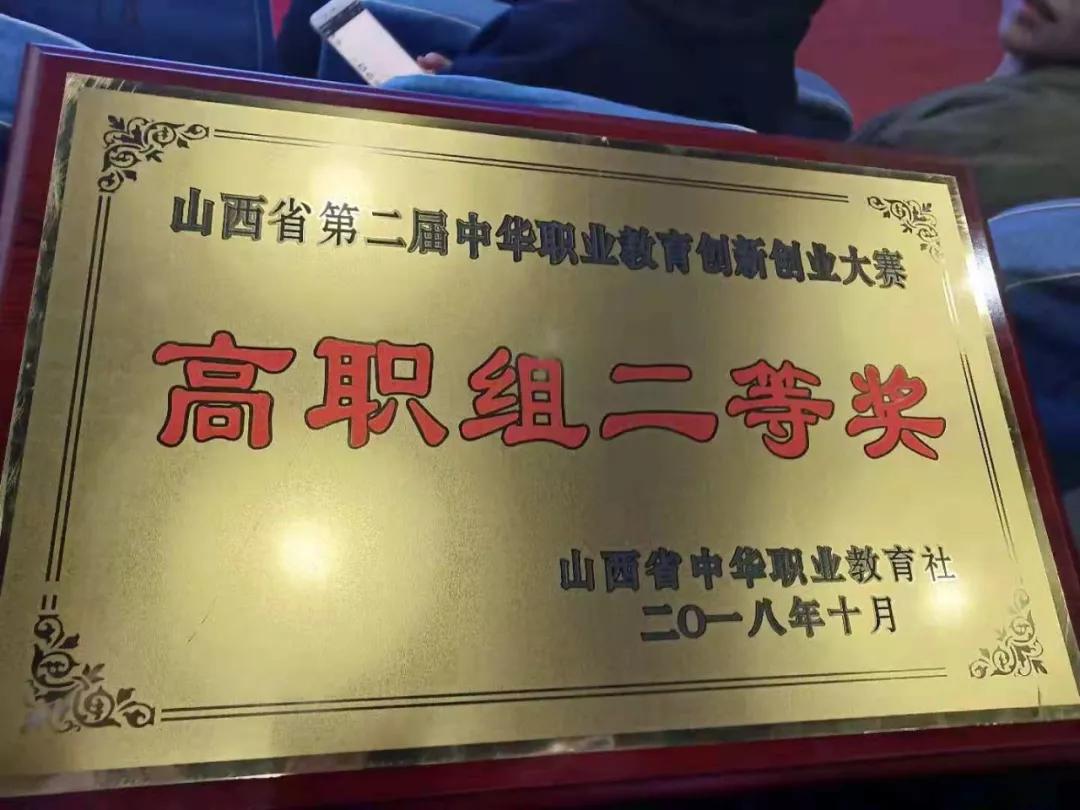 山西省第二届中华职业教育创新创业大赛
高职组二等奖
山西省中华职业教育社
二O一八年十月